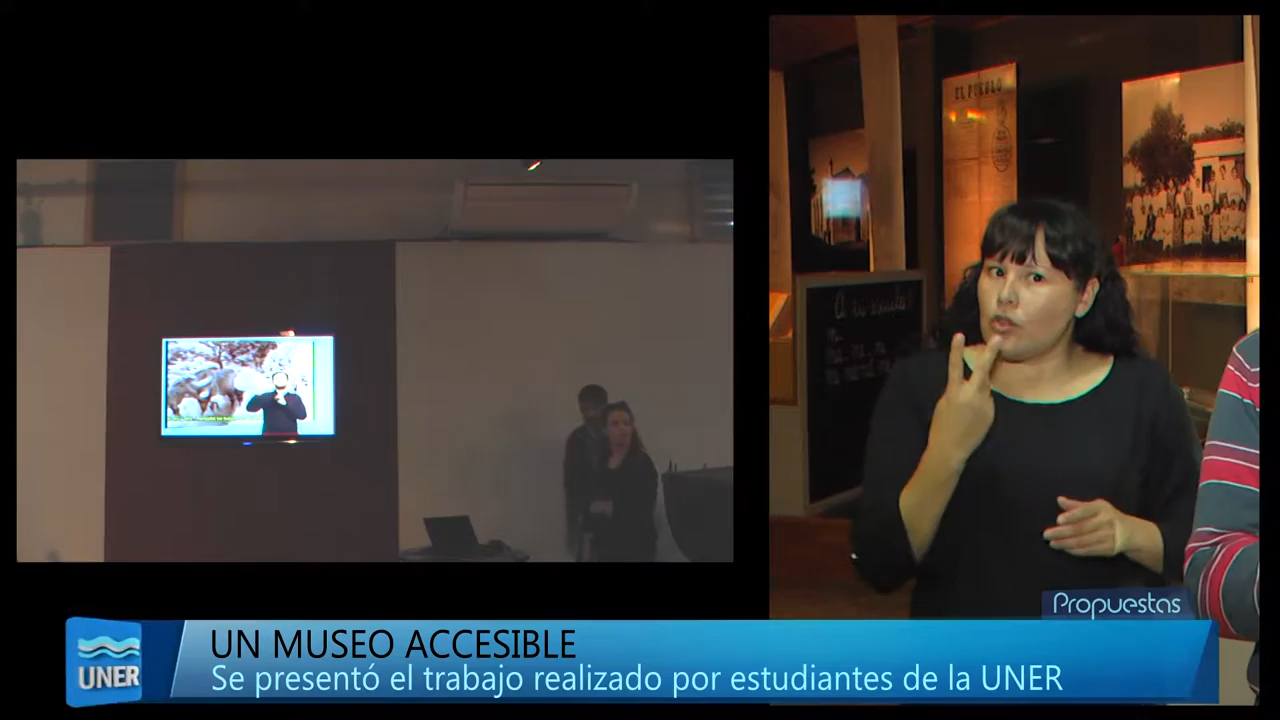 EL PUEBLO
Propuestas
UN MUSEO ACCESIBLE
UNER
Se presentó el trabajo realizado por estudiantes de la UNER